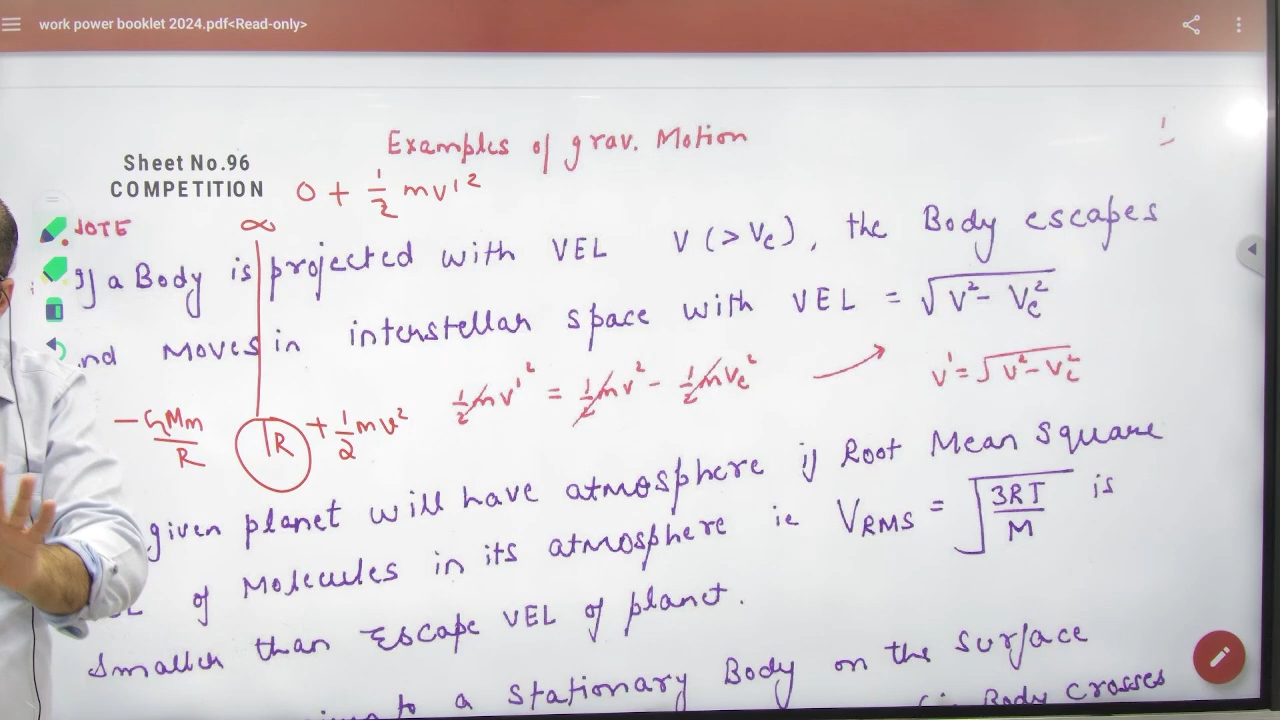 work power booklet 2024.pdf<Read-only>
Examples of grav. Motion
Sheet No.96
COMPETITION
0 + 1/2 mv'²
NOTE
∞
If a Body is projected with VEL V (> Ve), the Body escapes
nd moves in interstellar space with VEL = √(V² - Ve²)
1/2 mv'² = 1/2 mv² - 1/2 mve² → v' = √(v² - ve²)
-GMm/R R + 1/2 mv²
given planet will have atmosphere if Root Mean Square
of Molecules in its atmosphere ie VRMS = √(3RT/M) is
smaller than Escape VEL of planet.
to a stationary Body on the surface
Body crosses